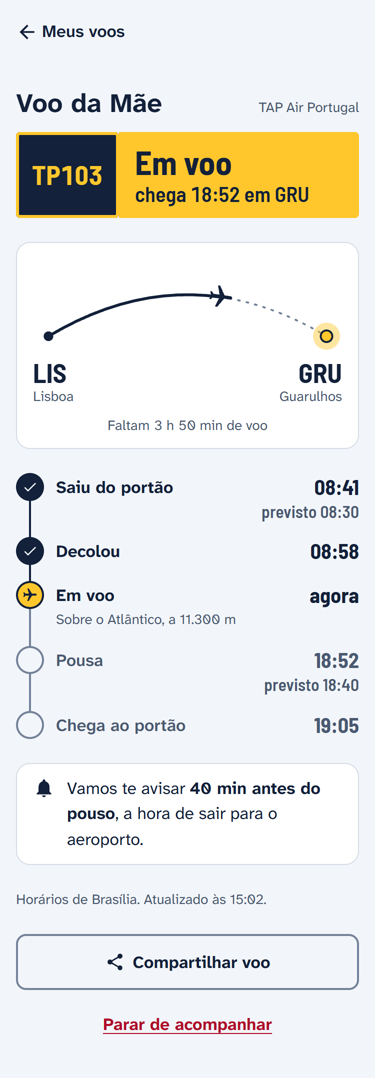 Meus voos
Voo da Mãe
TAP Air Portugal
TP103
Em voo
chega 18:52 em GRU
LIS
Lisboa
GRU
Guarulhos
Faltam 3 h 50 min de voo
Saiu do portão
08:41
previsto 08:30
Decolou
08:58
Em voo
agora
Sobre o Atlântico, a 11.300 m
Pousa
18:52
previsto 18:40
Chega ao portão
19:05
Vamos te avisar 40 min antes do
pouso, a hora de sair para o
aeroporto.
Horários de Brasília. Atualizado às 15:02.
Compartilhar voo
Parar de acompanhar